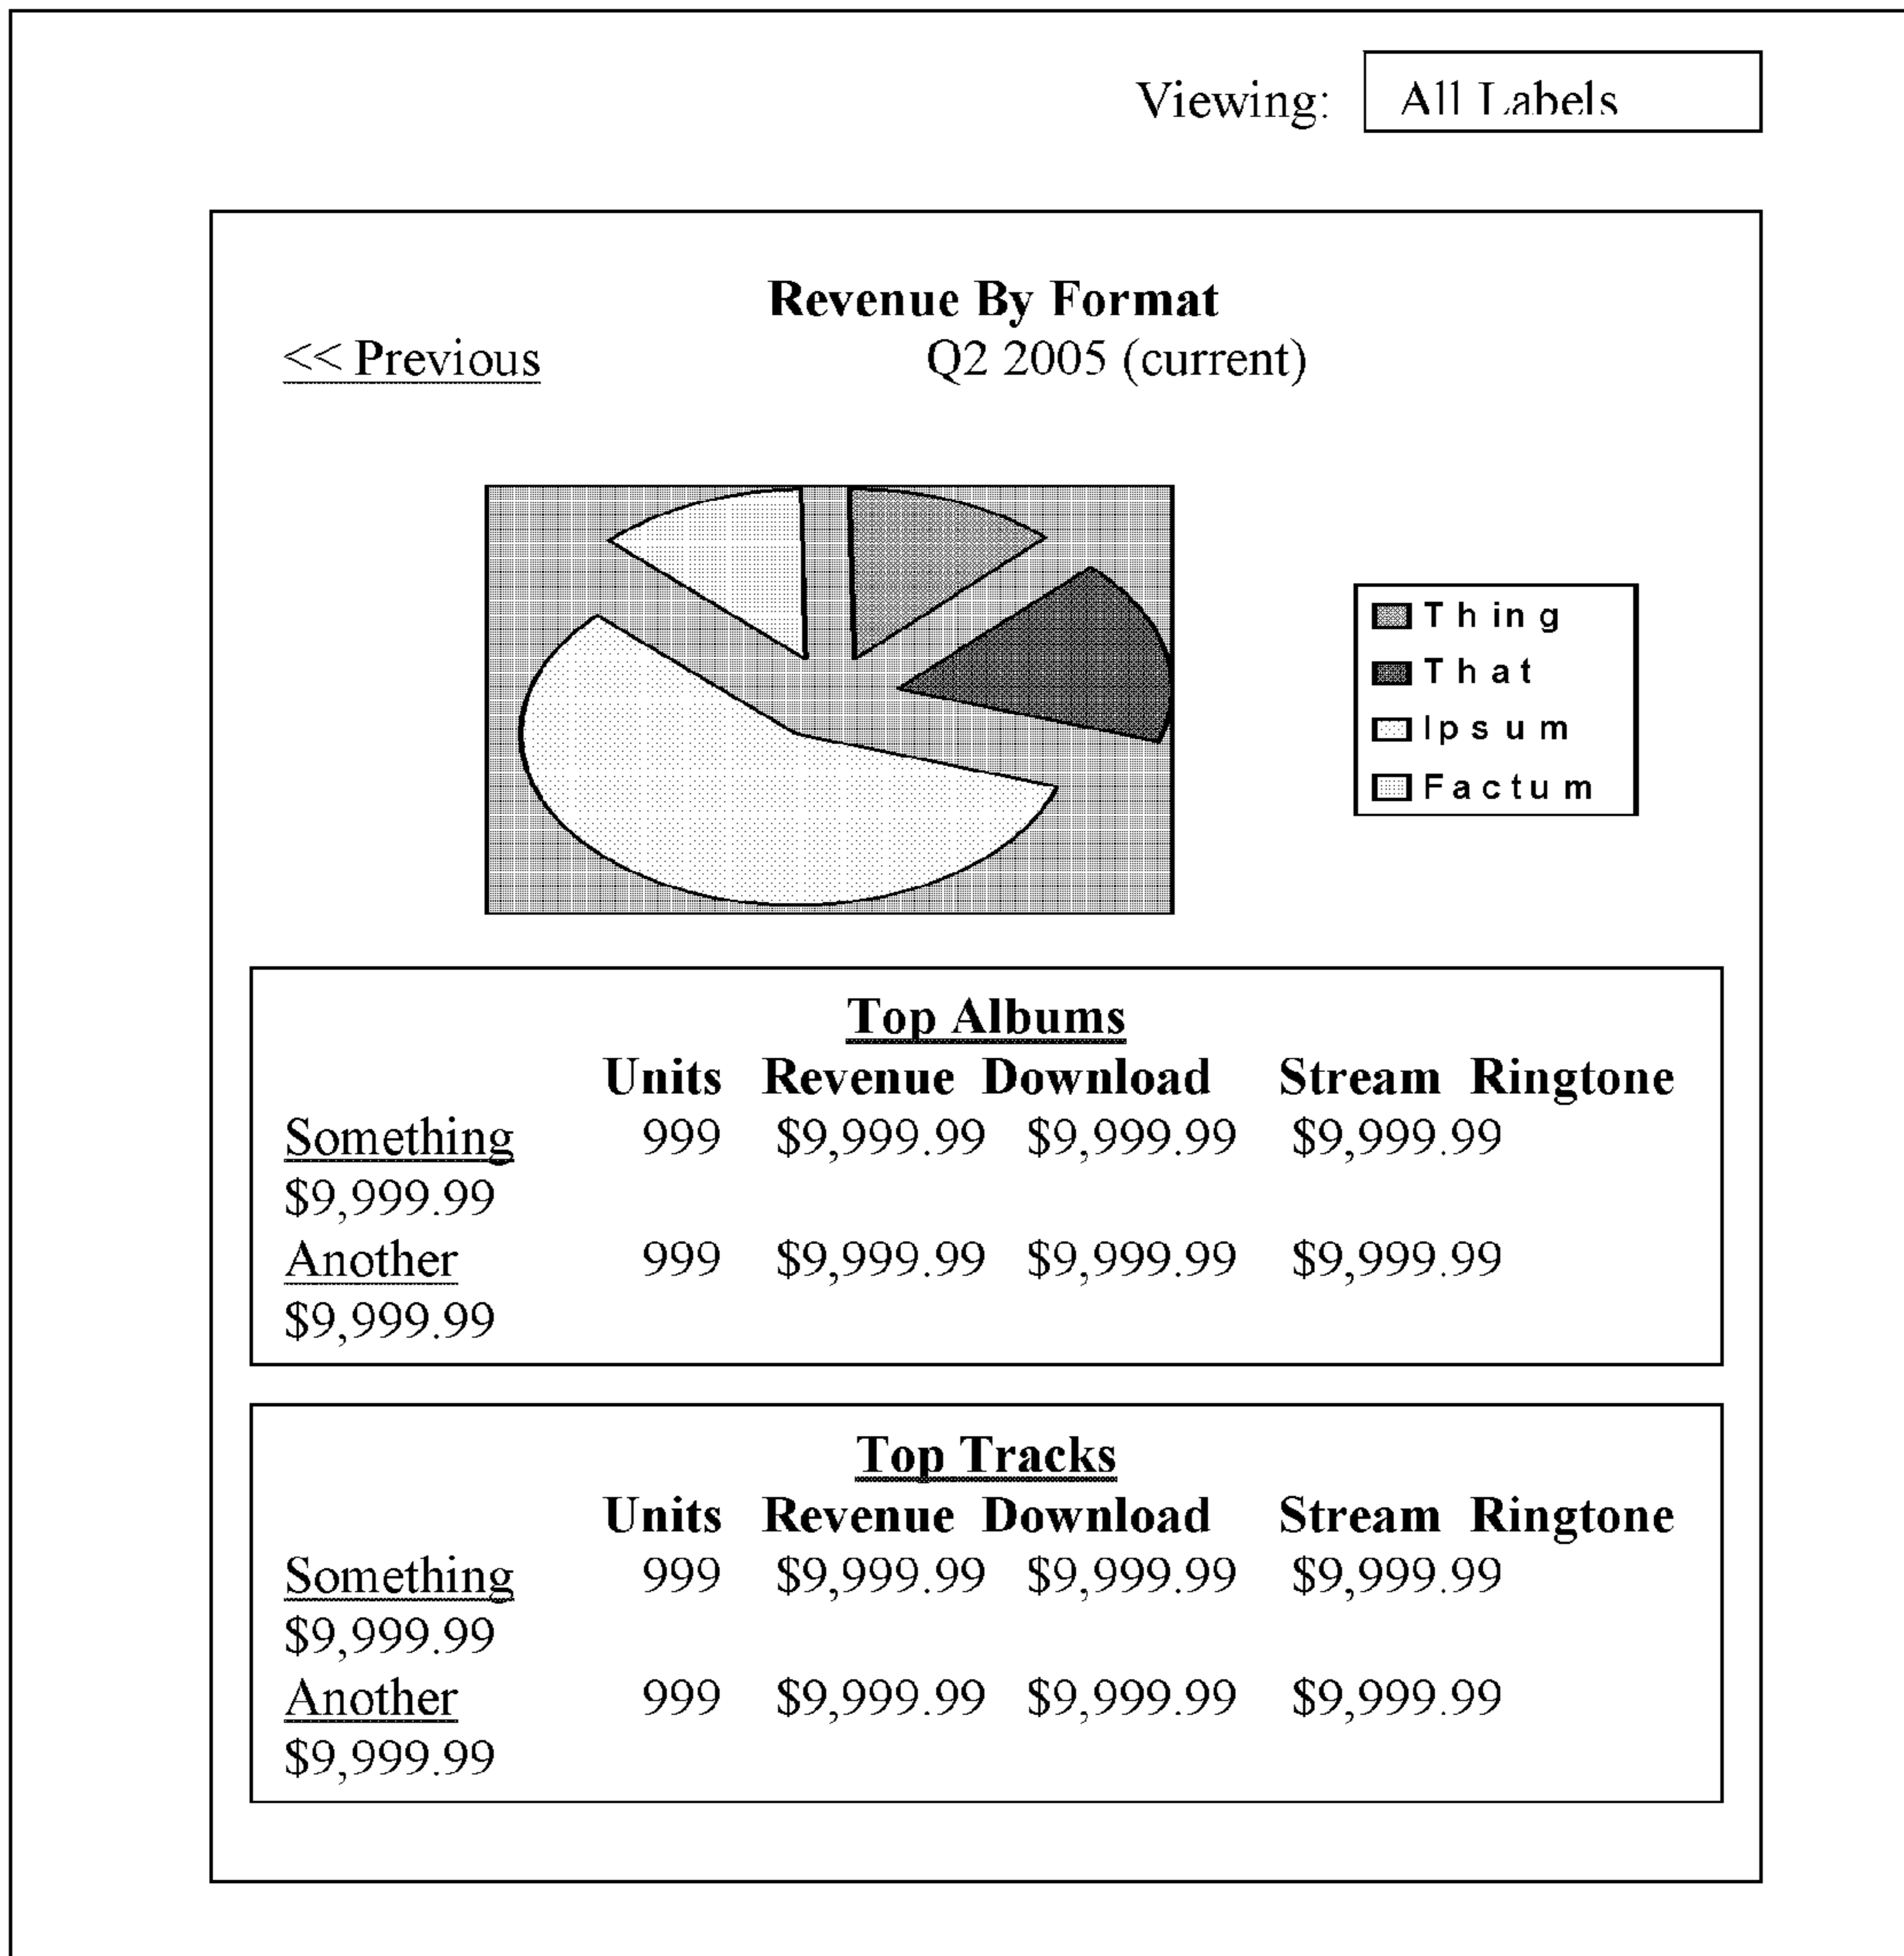 Viewing: All Labels
Revenue By Format
<< Previous Q2 2005 (current)
Thing
That
Ipsum
Factum
Top Albums
Units Revenue Download Stream Ringtone
Something 999 $9,999.99 $9,999.99 $9,999.99
$9,999.99
Another 999 $9,999.99 $9,999.99 $9,999.99
$9,999.99
Top Tracks
Units Revenue Download Stream Ringtone
Something 999 $9,999.99 $9,999.99 $9,999.99
$9,999.99
Another 999 $9,999.99 $9,999.99 $9,999.99
$9,999.99